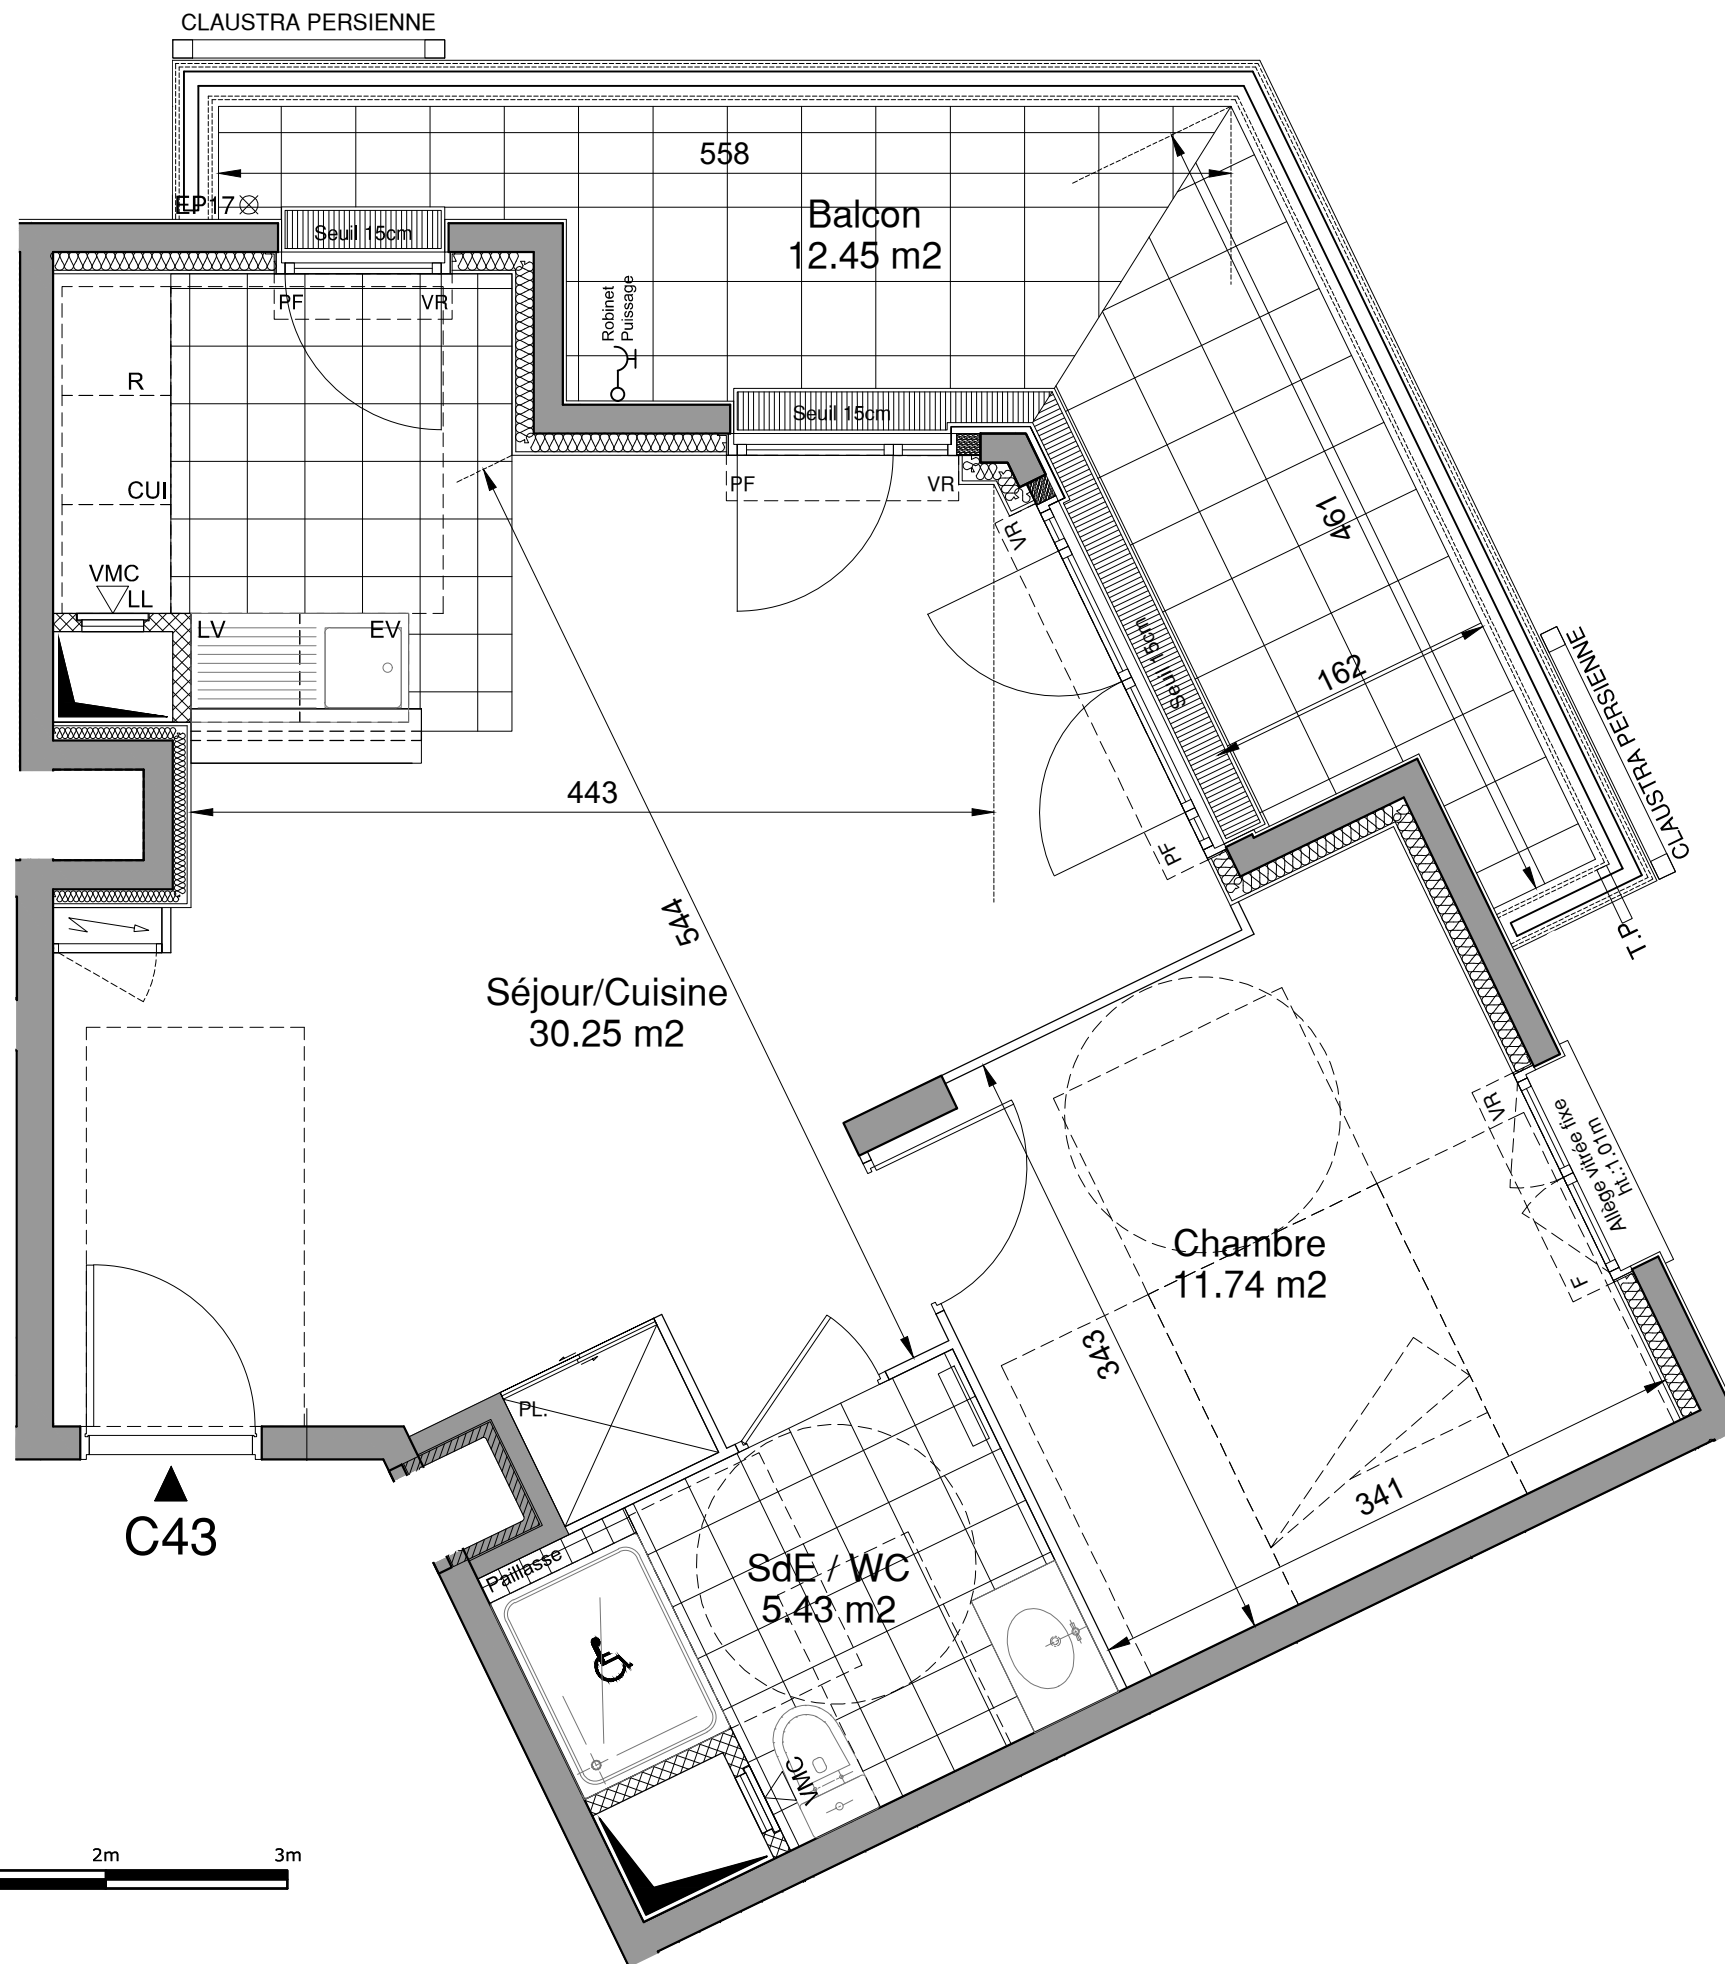 CLAUSTRA PERSIENNE
558
EP17
Seuil 15cm
Balcon
12.45 m2
Robinet
Puissage
PF
VR
R
CUI
VMC
LL
LV
EV
Seuil 15cm
PF
VR
VR
461
Seuil 15cm
162
CLAUSTRA PERSIENNE
PF
T.P.
443
544
Séjour/Cuisine
30.25 m2
VR
Allège vitrée fixe
ht.:1.01m
F
Chambre
11.74 m2
343
341
PL.
C43
Paillasse
SdE / WC
5.43 m2
VMC
2m
3m